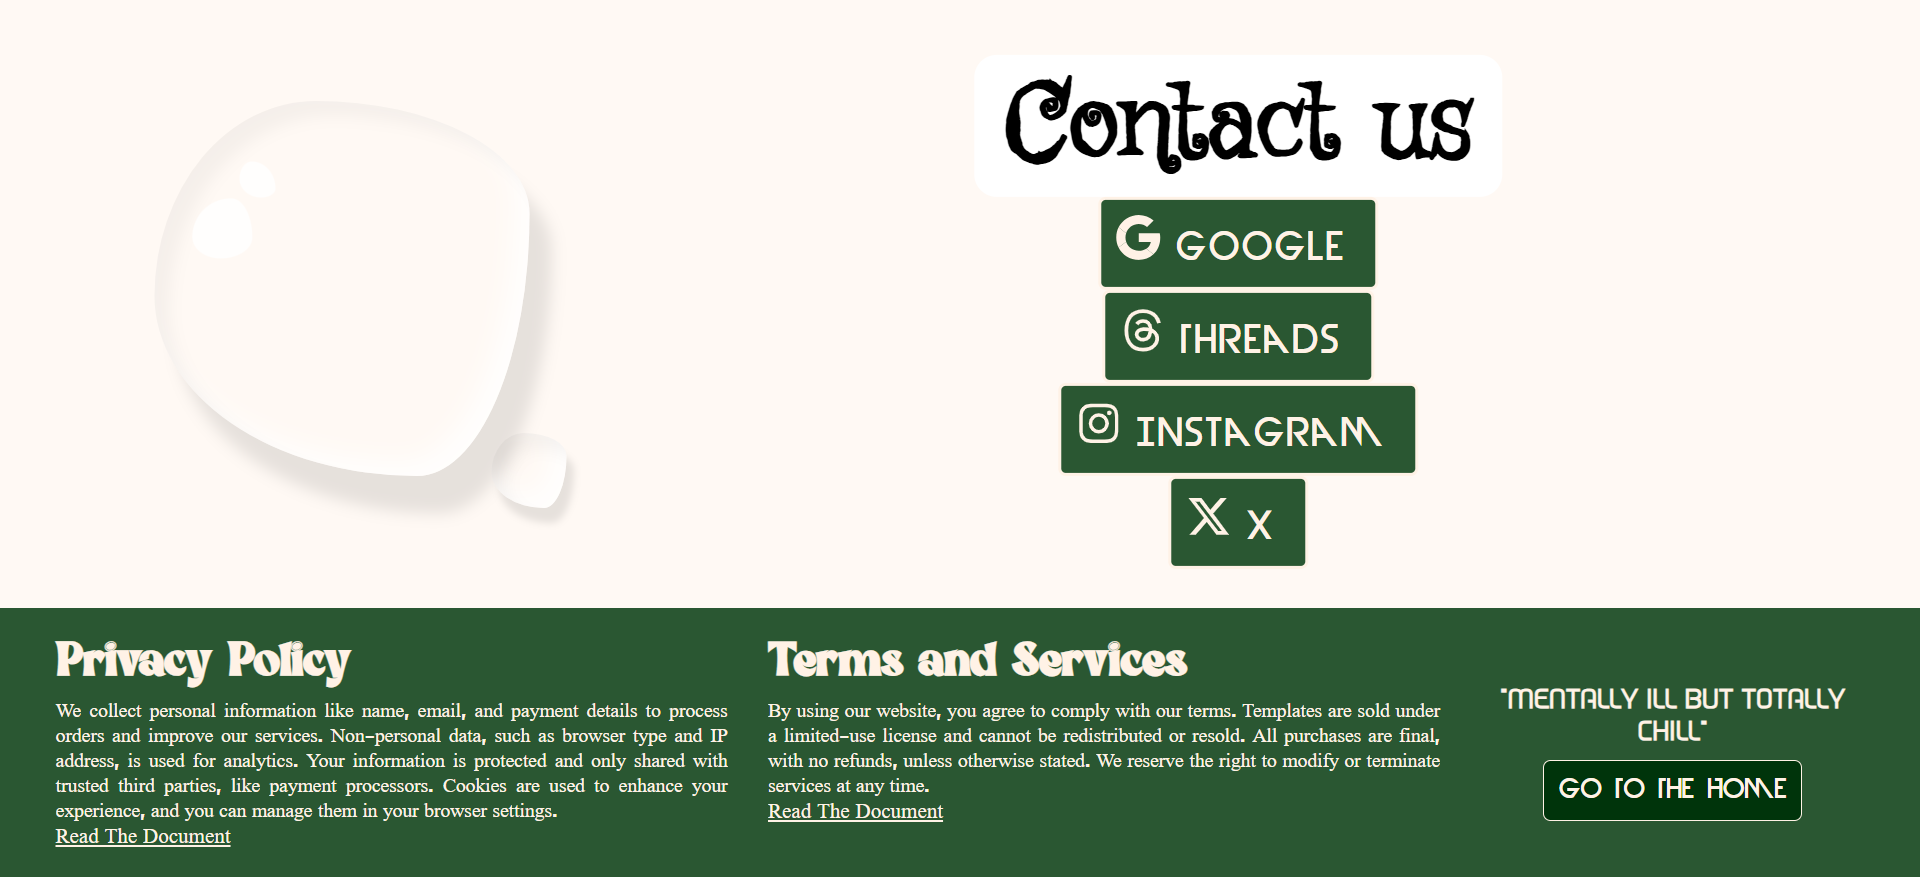 Contact us
GOOGLE
THREADS
INSTAGRAM
X
Privacy Policy
We collect personal information like name, email, and payment details to process
orders and improve our services. Non-personal data, such as browser type and IP
address, is used for analytics. Your information is protected and only shared with
trusted third parties, like payment processors. Cookies are used to enhance your
experience, and you can manage them in your browser settings.
Read The Document
Terms and Services
By using our website, you agree to comply with our terms. Templates are sold under
a limited-use license and cannot be redistributed or resold. All purchases are final,
with no refunds, unless otherwise stated. We reserve the right to modify or terminate
services at any time.
Read The Document
"MENTALLY ILL BUT TOTALLY
CHILL"
GO TO THE HOME